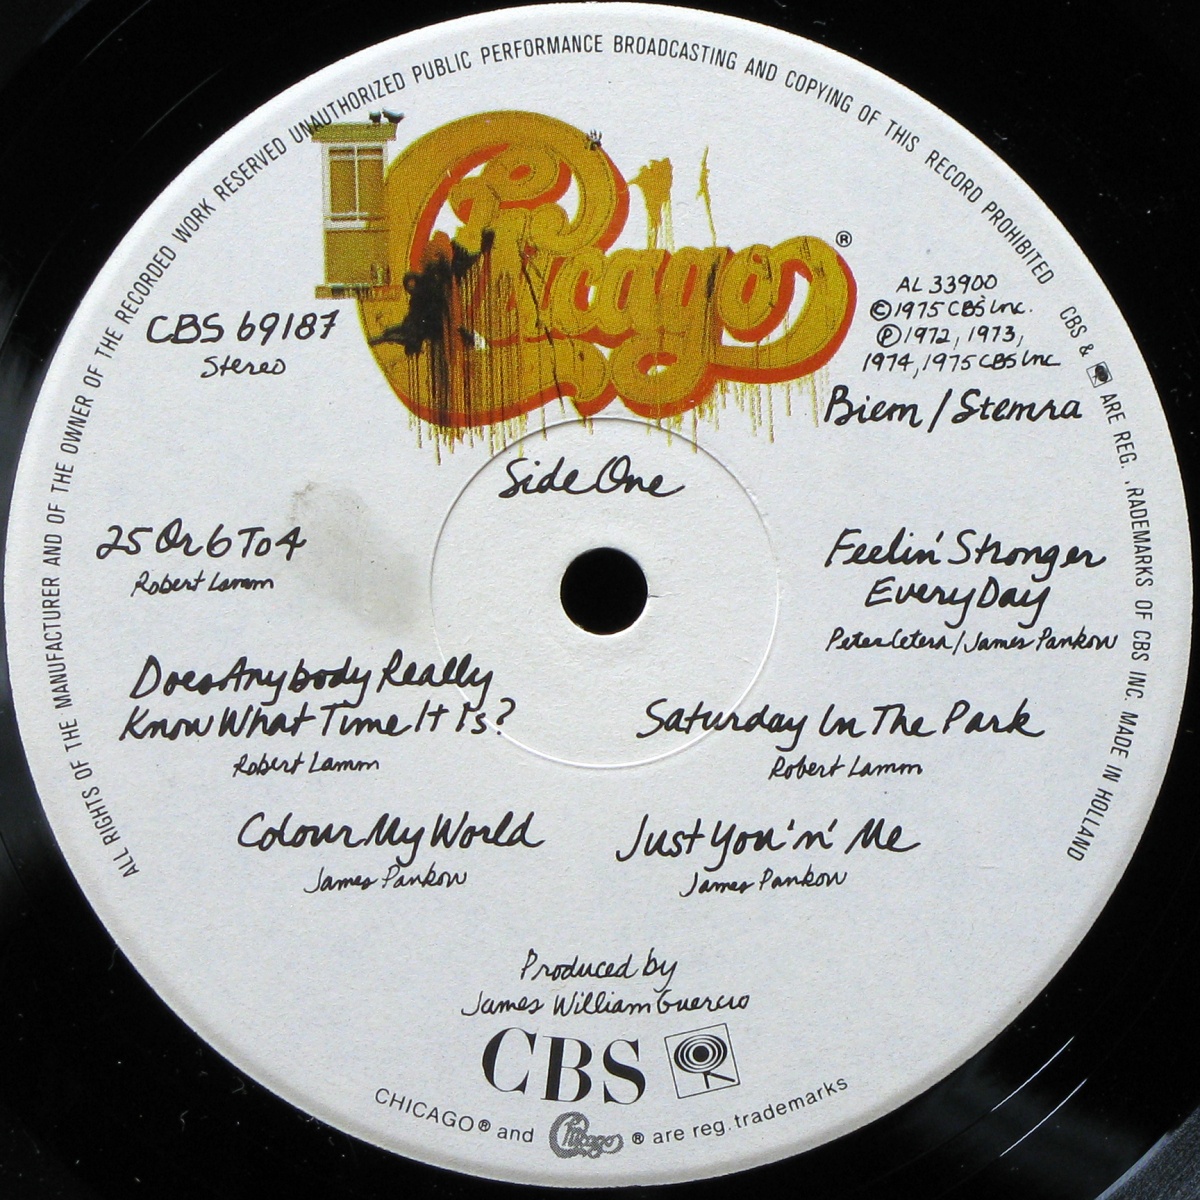 ALL RIGHTS OF THE MANUFACTURER AND OF THE OWNER OF THE RECORDED WORK RESERVED UNAUTHORIZED PUBLIC PERFORMANCE BROADCASTING AND COPYING OF THIS RECORD PROHIBITED CBS & ARE REG. ,RADEMARKS OF CBS INC. MADE IN HOLLAND
Chicago®
CBS 69187
Stereo
AL 33900
©1975 CBS Inc.
℗1972, 1973,
1974, 1975 CBS Inc
Biem / Stemra
Side One
25 Or 6 To 4
Robert Lamm
Does Anybody Really
Know What Time It Is?
Robert Lamm
Colour My World
James Pankow
Feelin' Stronger
Every Day
Peter Cetera / James Pankow
Saturday In The Park
Robert Lamm
Just You 'n' Me
James Pankow
Produced by
James William Guercio
CBS
CHICAGO® and Chicago ® are reg. trademarks